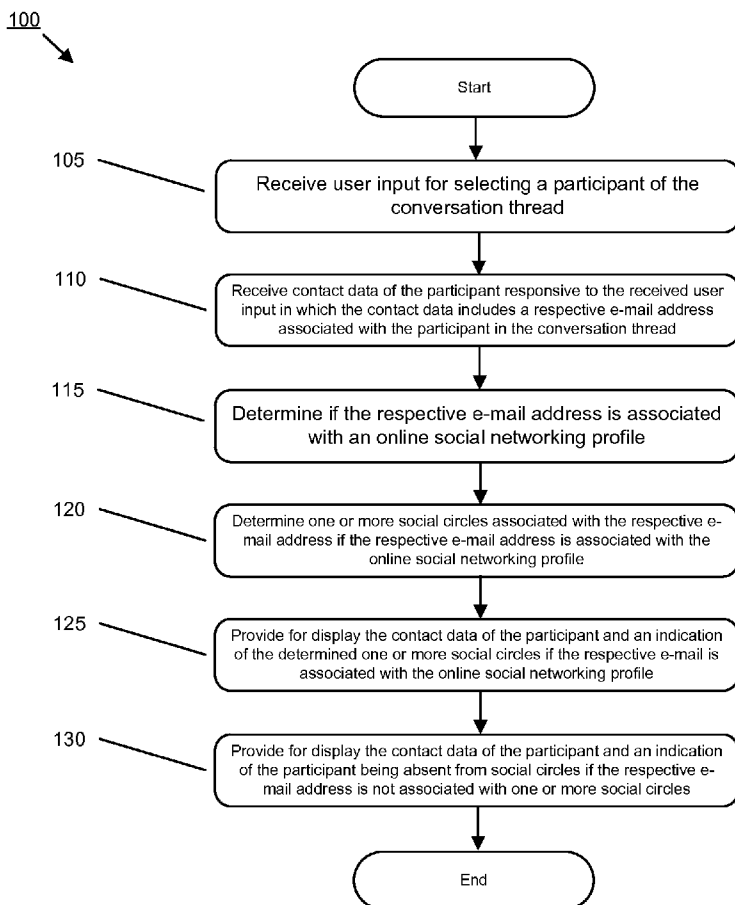 100
Start
105
Receive user input for selecting a participant of the
conversation thread
110
Receive contact data of the participant responsive to the received user
input in which the contact data includes a respective e-mail address
associated with the participant in the conversation thread
115
Determine if the respective e-mail address is associated
with an online social networking profile
120
Determine one or more social circles associated with the respective e-
mail address if the respective e-mail address is associated with the
online social networking profile
125
Provide for display the contact data of the participant and an indication
of the determined one or more social circles if the respective e-mail is
associated with the online social networking profile
130
Provide for display the contact data of the participant and an indication
of the participant being absent from social circles if the respective e-
mail address is not associated with one or more social circles
End